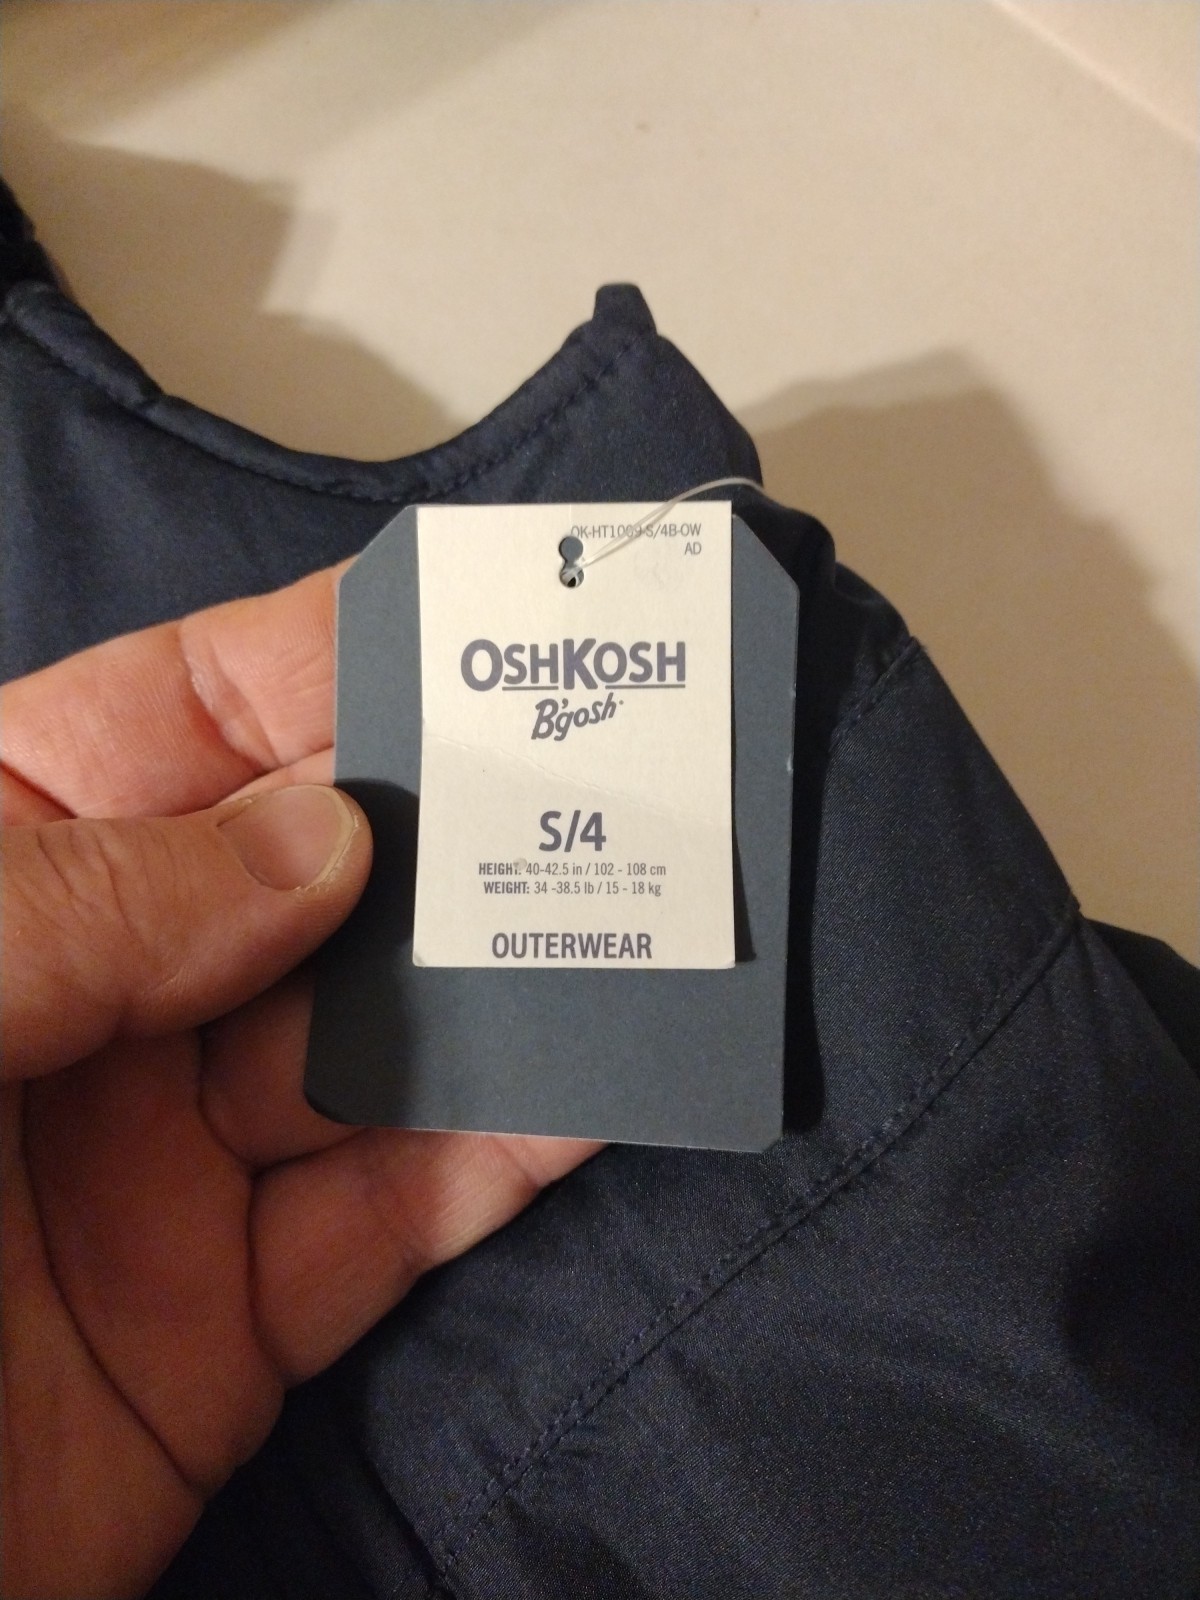 OK-HT1009-S/4B-OW
AD
OSHKOSH
B'gosh
S/4
HEIGHT: 40-42.5 in / 102 - 108 cm
WEIGHT: 34 -38.5 lb / 15 - 18 kg
OUTERWEAR